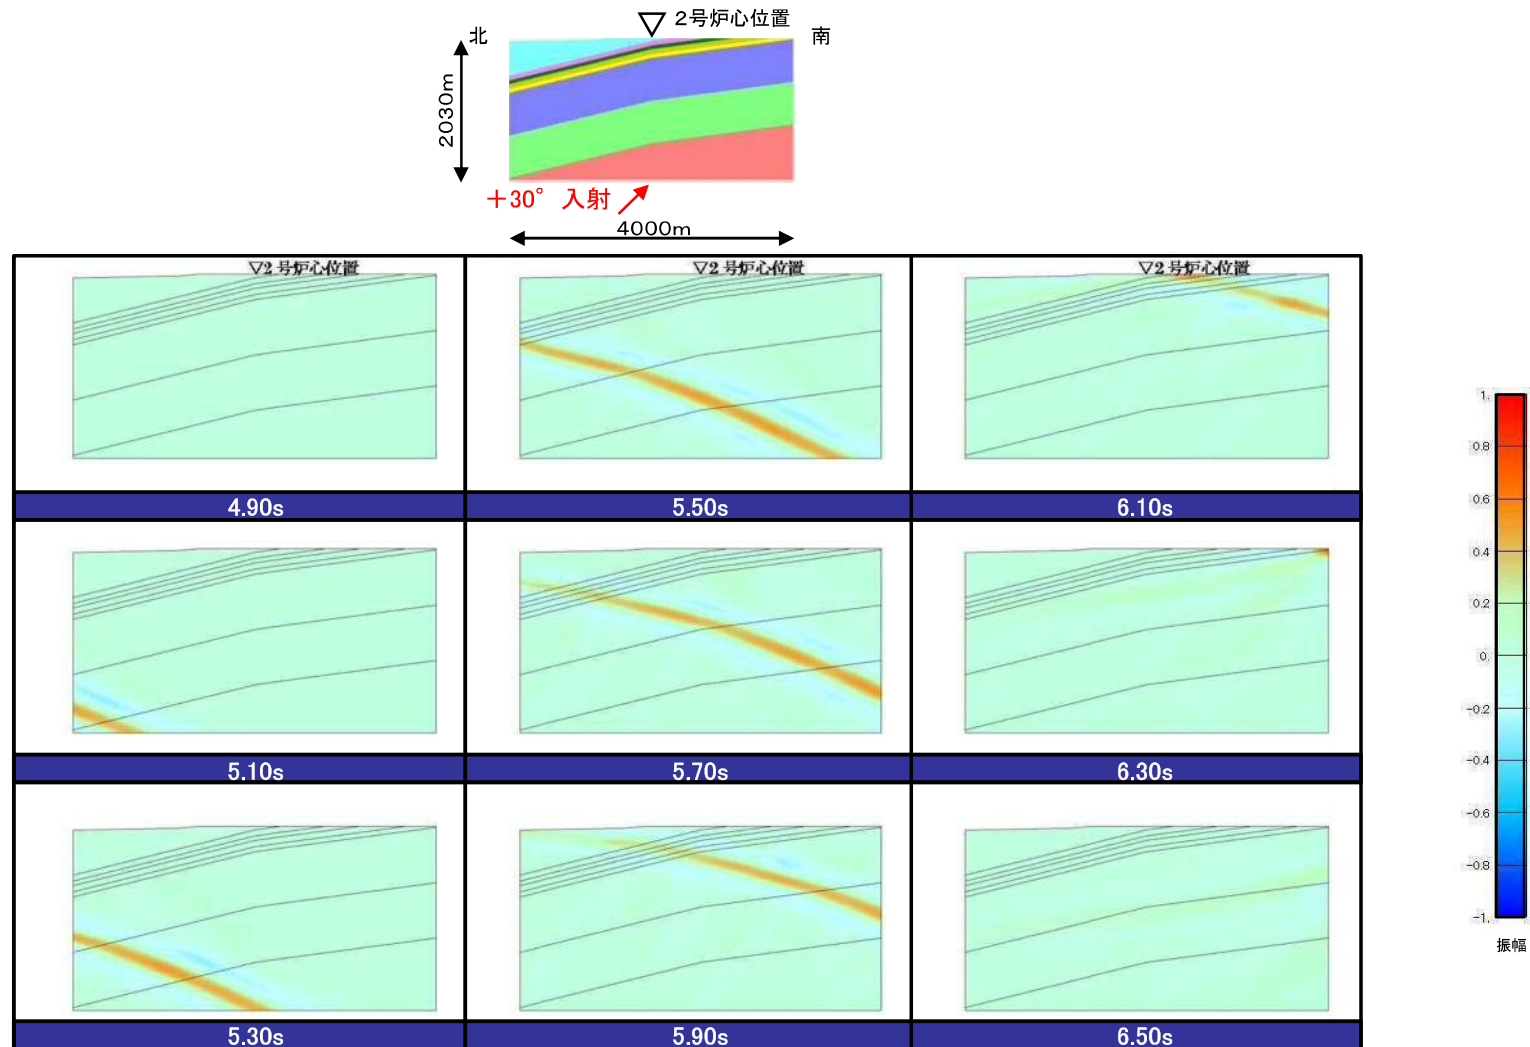 2号炉心位置
北
南
2030m
+30° 入射
4000m
▽2 号炉心位置
▽2 号炉心位置
▽2 号炉心位置
4.90s
5.50s
6.10s
5.10s
5.70s
6.30s
5.30s
5.90s
6.50s
1.
0.8
0.6
0.4
0.2
0.
-0.2
-0.4
-0.6
-0.8
-1.
振幅